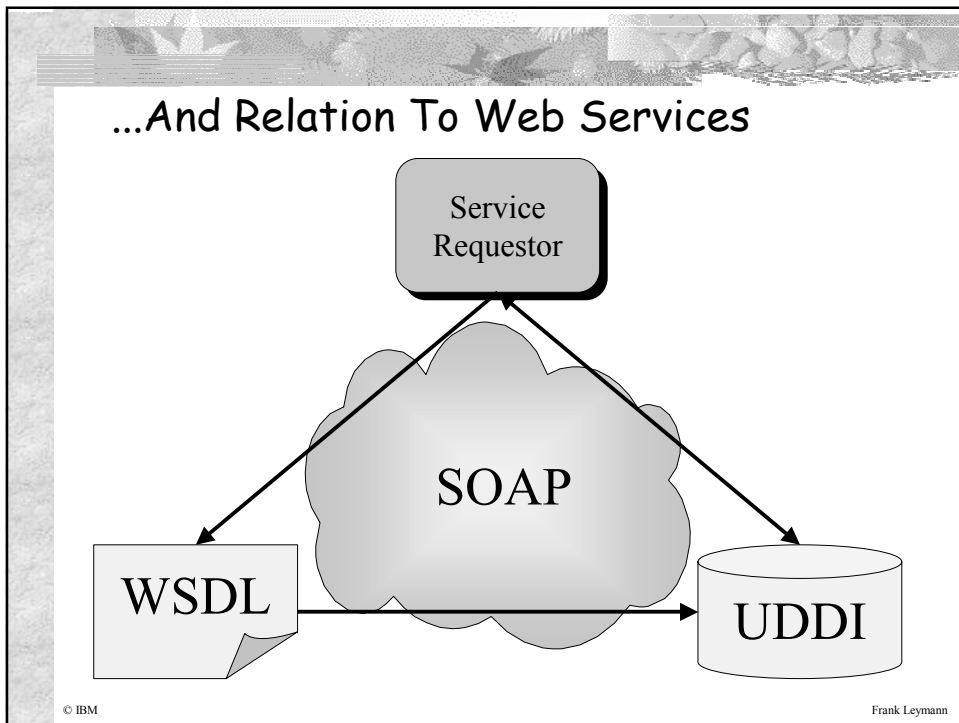 ...And Relation To Web Services
Service
Requestor
SOAP
WSDL
UDDI
© IBM
Frank Leymann